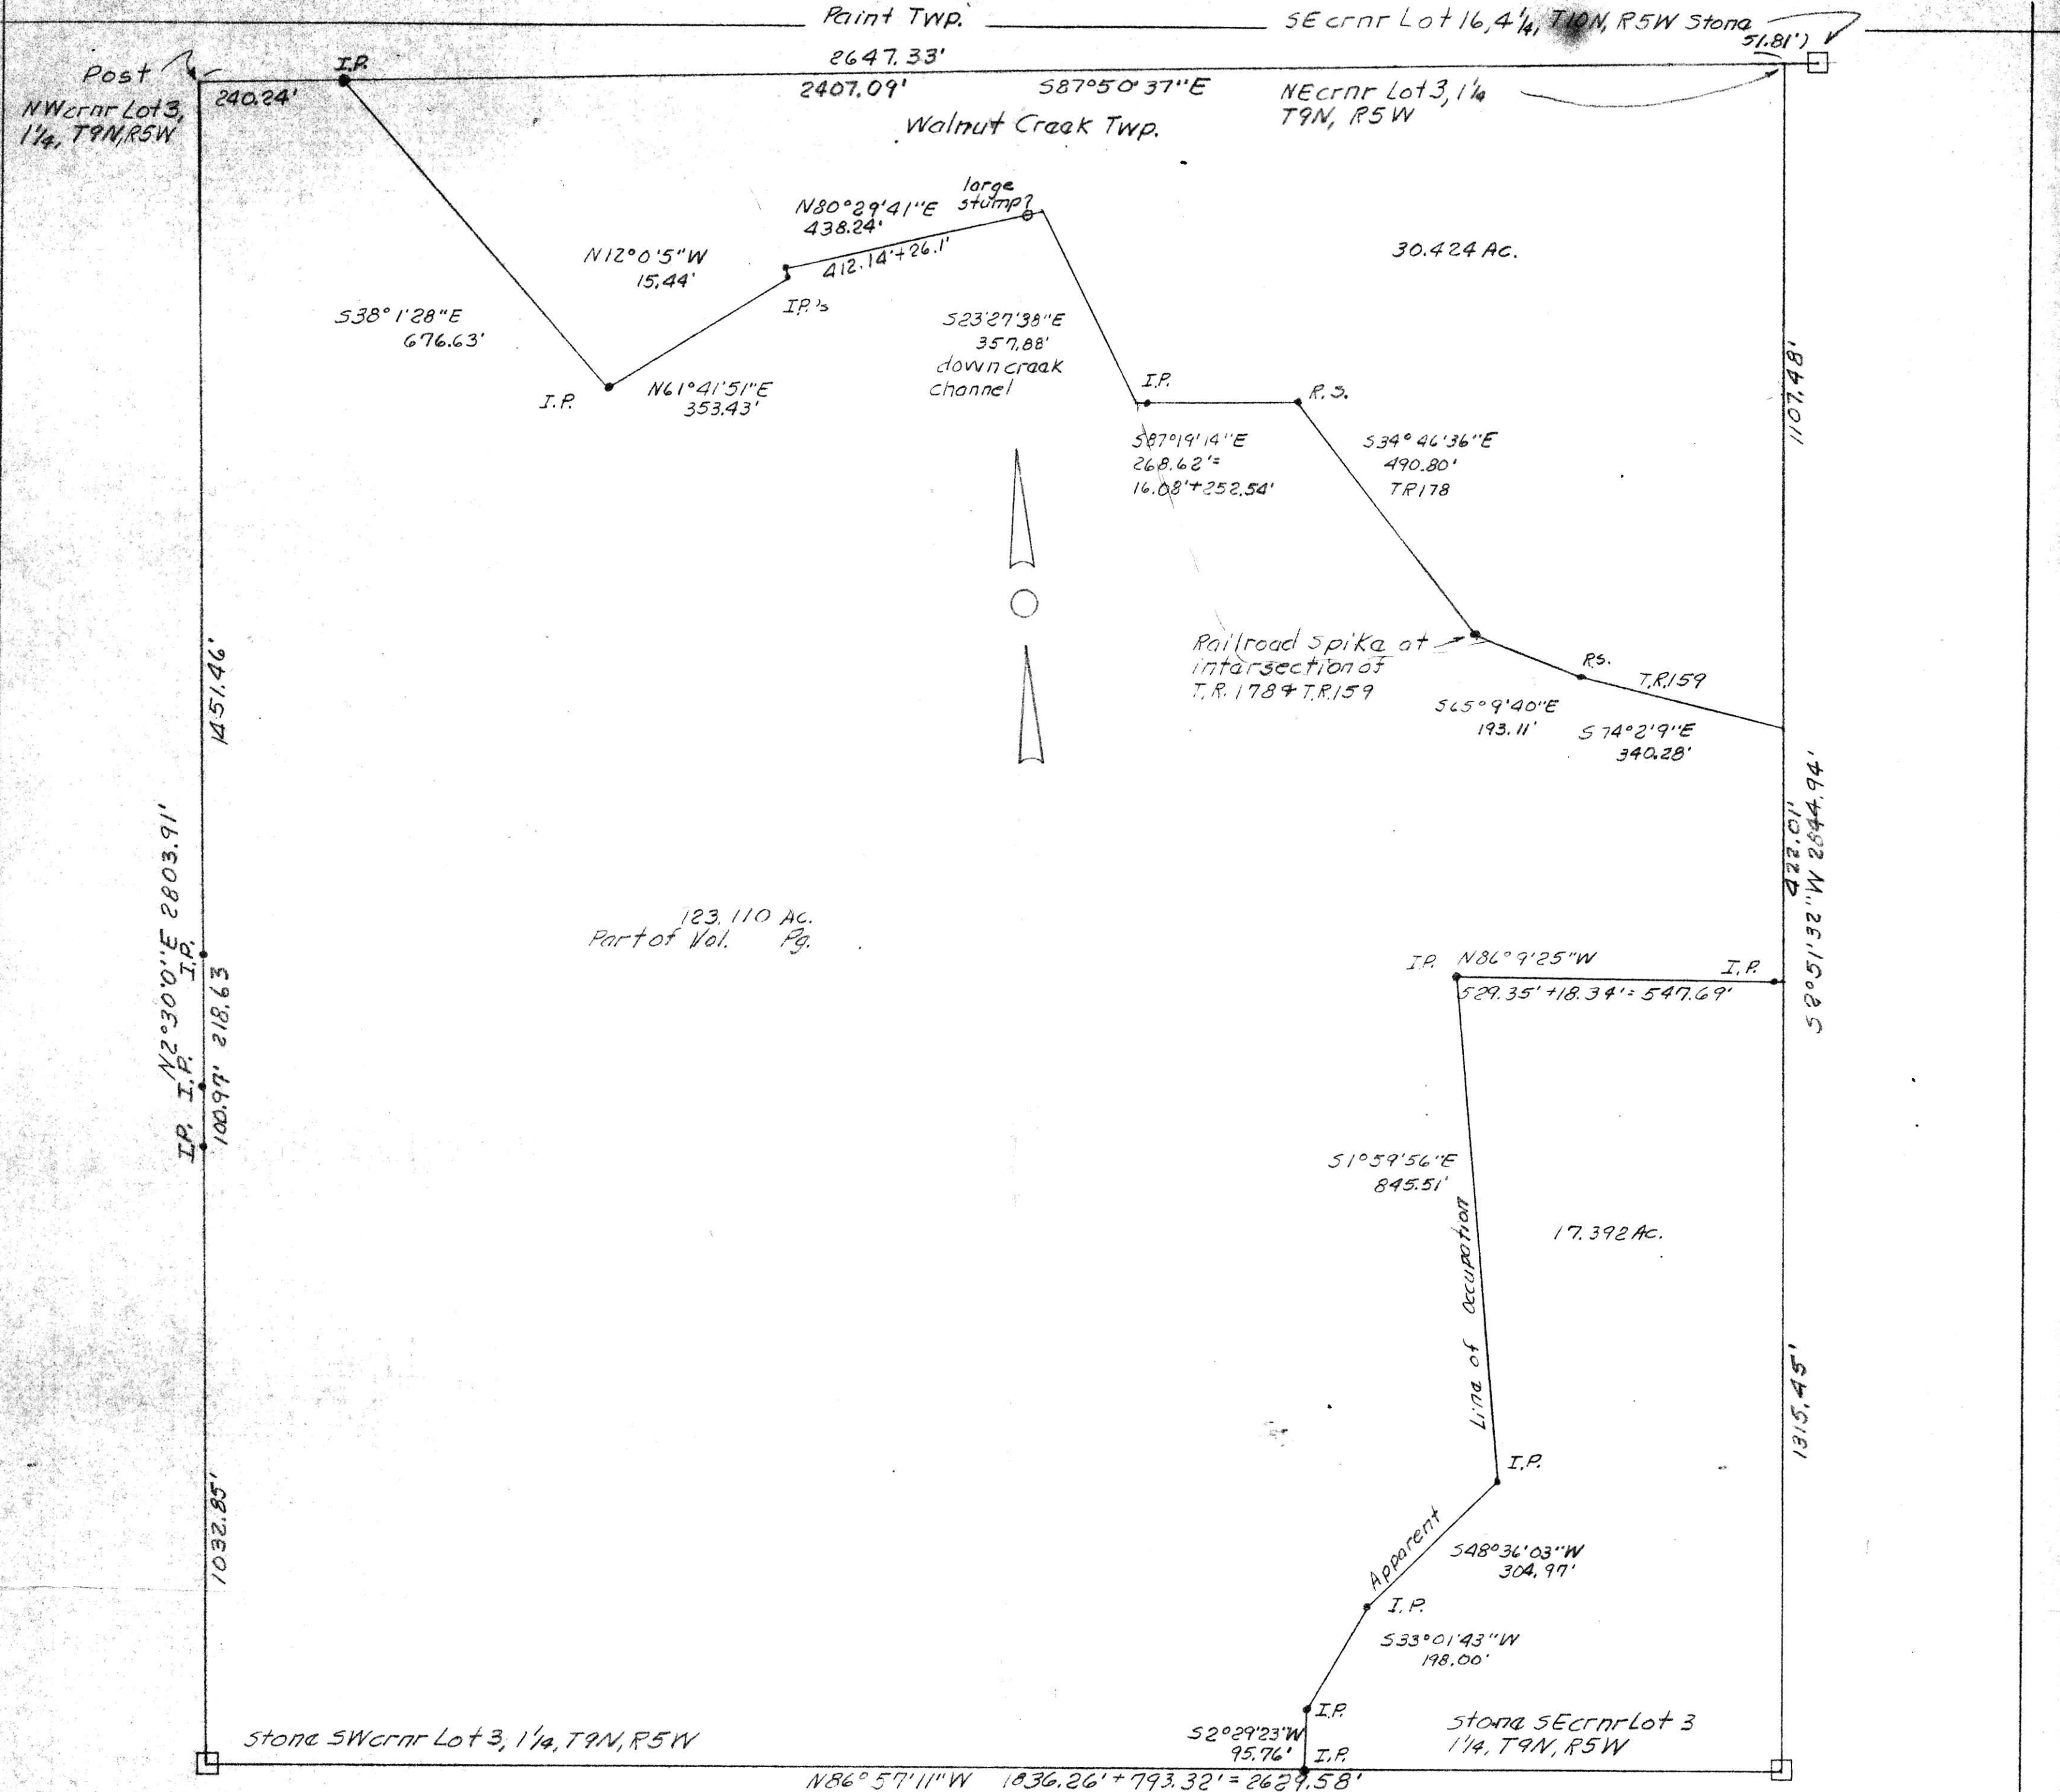 Paint Twp.
SE crnr Lot 16, 4 1/4, T10N, R5W Stone
51.81')
Post
NW crnr Lot 3,
1 1/4, T9N, R5W
240.24'
I.P.
2647.33'
2407.09'
S87°50'37"E
NE crnr Lot 3, 1 1/4
T9N, R5W
Walnut Creek Twp.
large
stump?
N80°29'41"E
438.24'
412.14'+26.1'
N12°0'5"W
15.44'
I.P.'s
30.424 AC.
S38°1'28"E
676.63'
I.P.
N61°41'51"E
353.43'
S23°27'38"E
357.88'
down creek
channel
I.P.
R.S.
S87°19'14"E
268.62'=
16.08'+252.54'
S34°46'36"E
490.80'
TR178
1107.48'
Railroad Spike at
intersection of
T.R. 178 & T.R. 159
R.S.
T.R. 159
S65°9'40"E
193.11'
S74°2'9"E
340.28'
1451.46'
N2°30'0"E 2803.91'
I.P.
218.63
I.P.
100.97'
I.P.
1032.85'
123.110 AC.
Part of Vol. Pg.
422.01'
S2°51'32"W 2844.94'
I.P.
N86°9'25"W
I.P.
529.35'+18.34'=547.69'
S1°59'56"E
845.51'
Line of Occupation
17.392 AC.
1315.45'
I.P.
Apparent
S48°36'03"W
304.97'
I.P.
S33°01'43"W
198.00'
I.P.
S2°29'23"W
95.76'
I.P.
Stone SW crnr Lot 3, 1 1/4, T9N, R5W
Stone SE crnr Lot 3
1 1/4, T9N, R5W
N86°57'11"W 1836.26'+793.32'=2629.58'